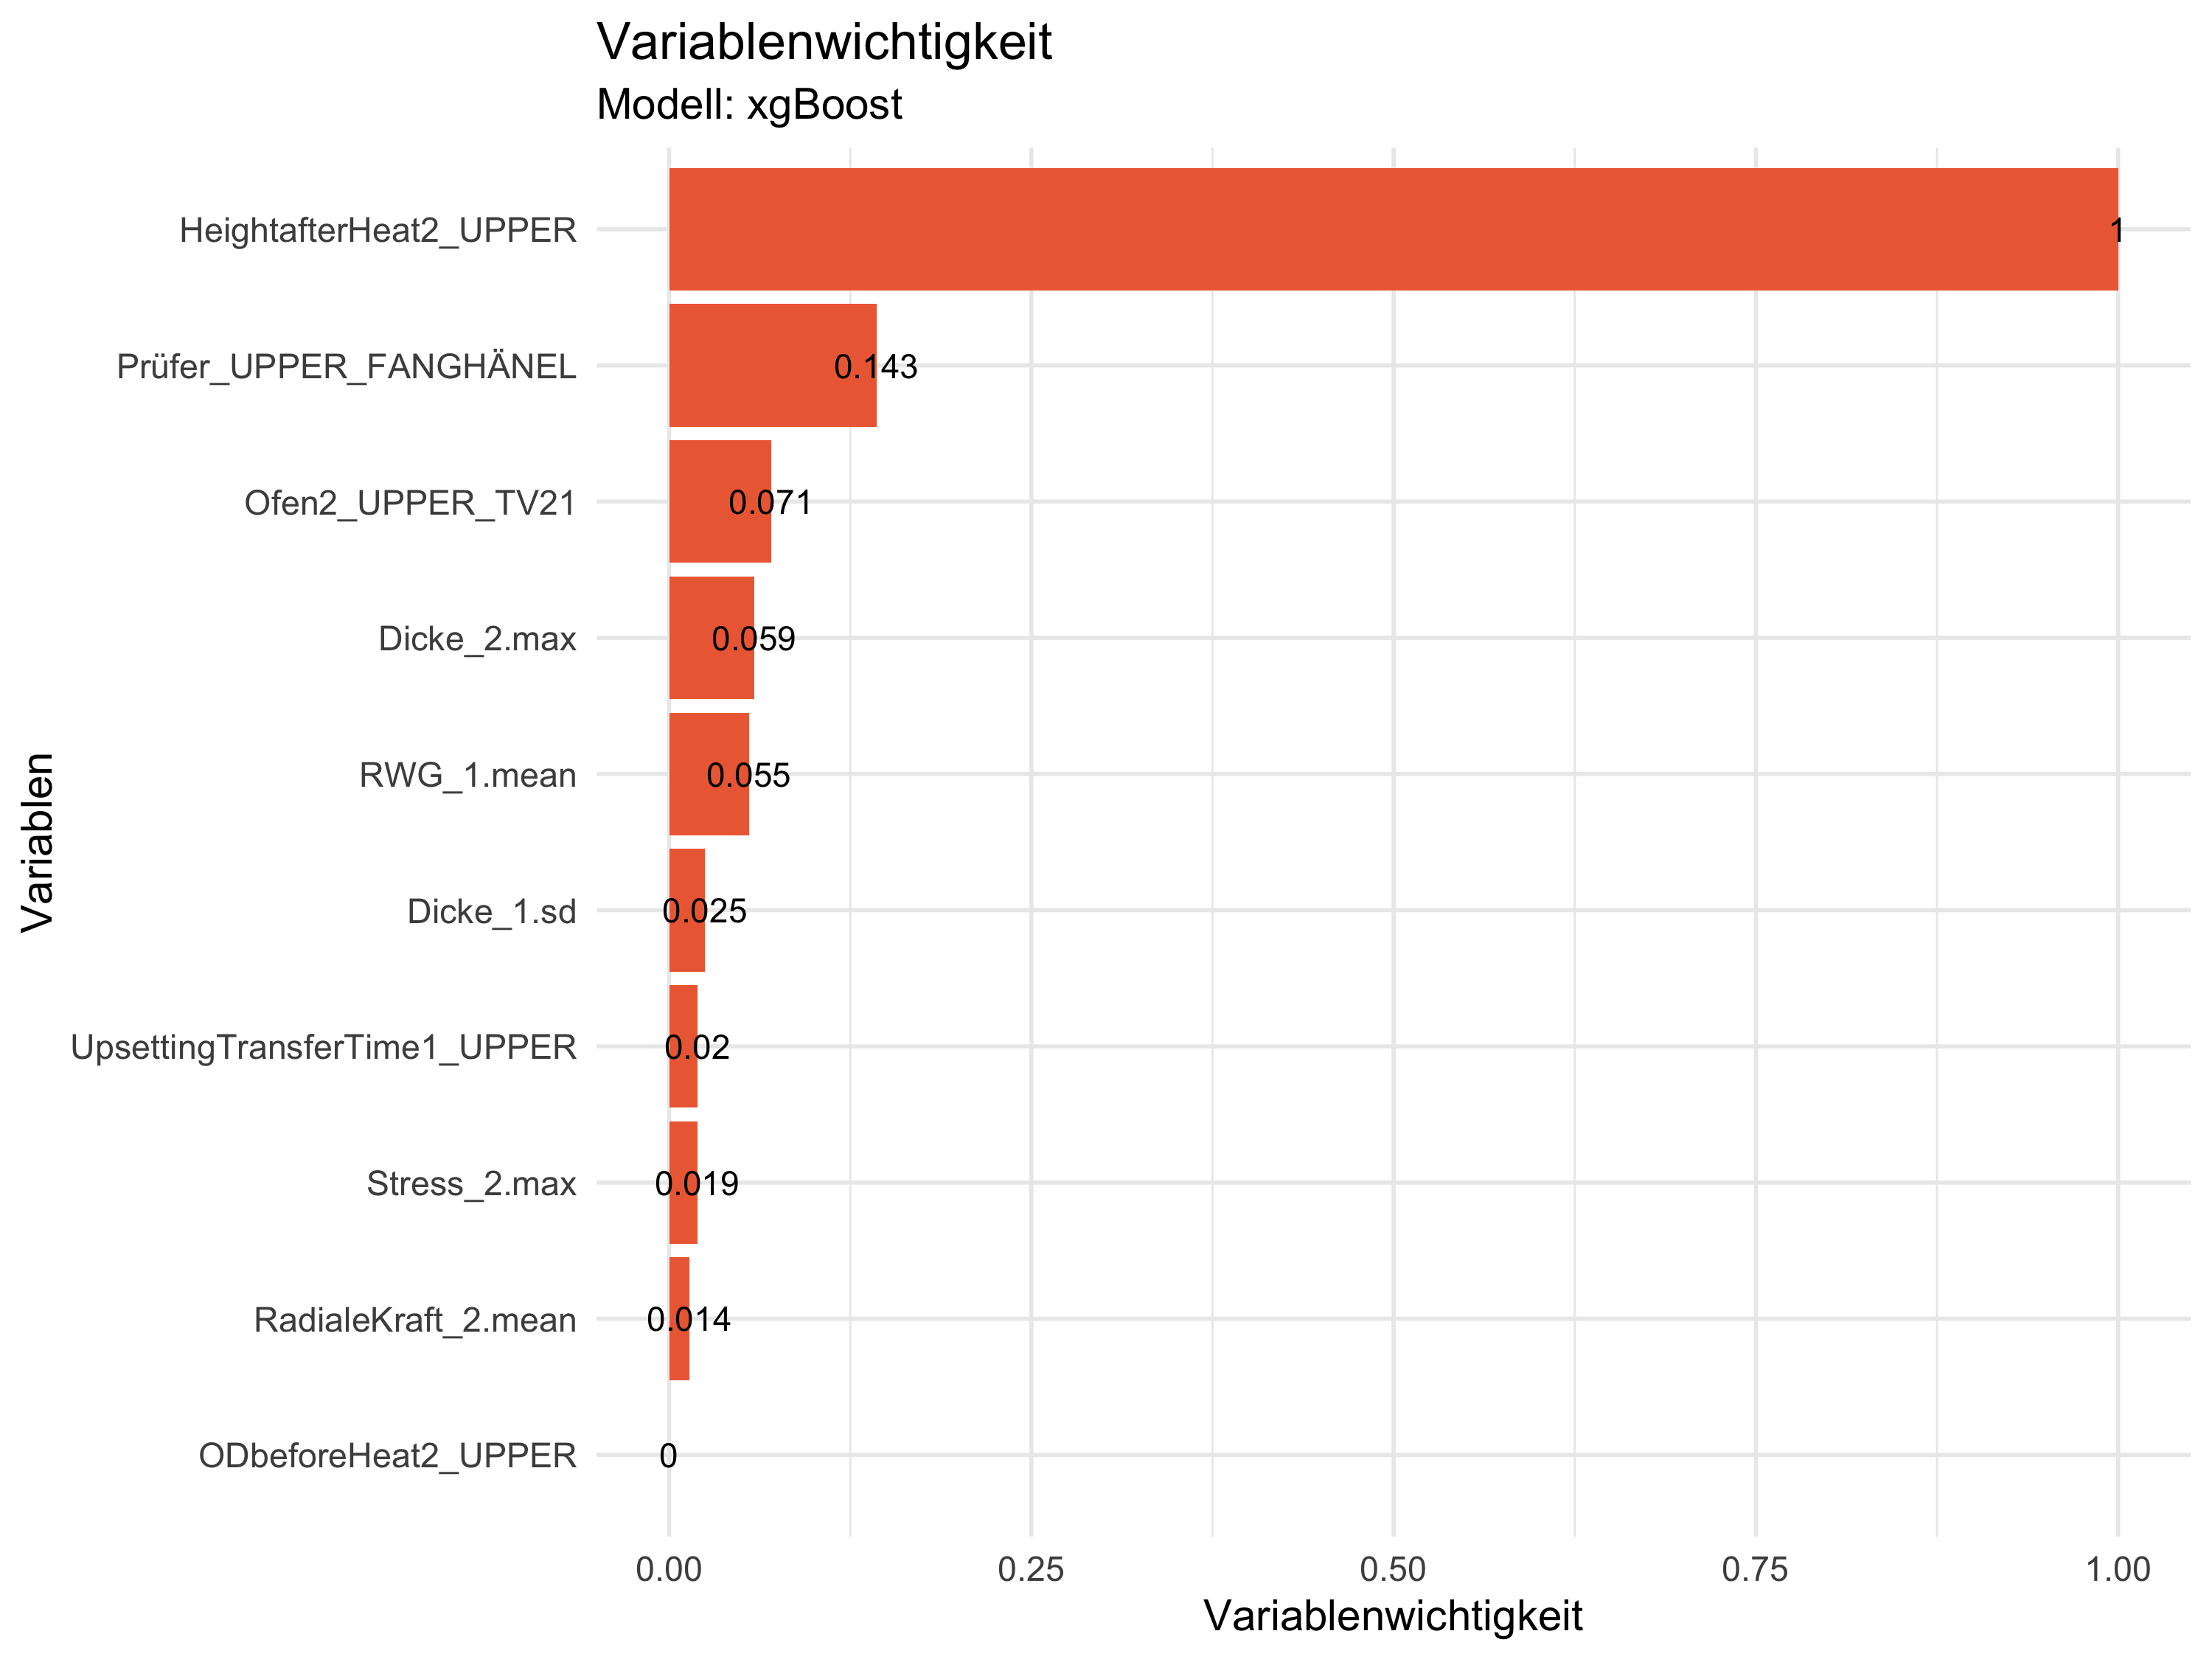 Variablenwichtigkeit
Modell: xgBoost
HeightafterHeat2_UPPER
1
Prüfer_UPPER_FANGHÄNEL
0.143
Ofen2_UPPER_TV21
0.071
Dicke_2.max
0.059
RWG_1.mean
0.055
Dicke_1.sd
0.025
UpsettingTransferTime1_UPPER
0.02
Stress_2.max
0.019
RadialeKraft_2.mean
0.014
ODbeforeHeat2_UPPER
0
Variablen
0.00
0.25
0.50
0.75
1.00
Variablenwichtigkeit